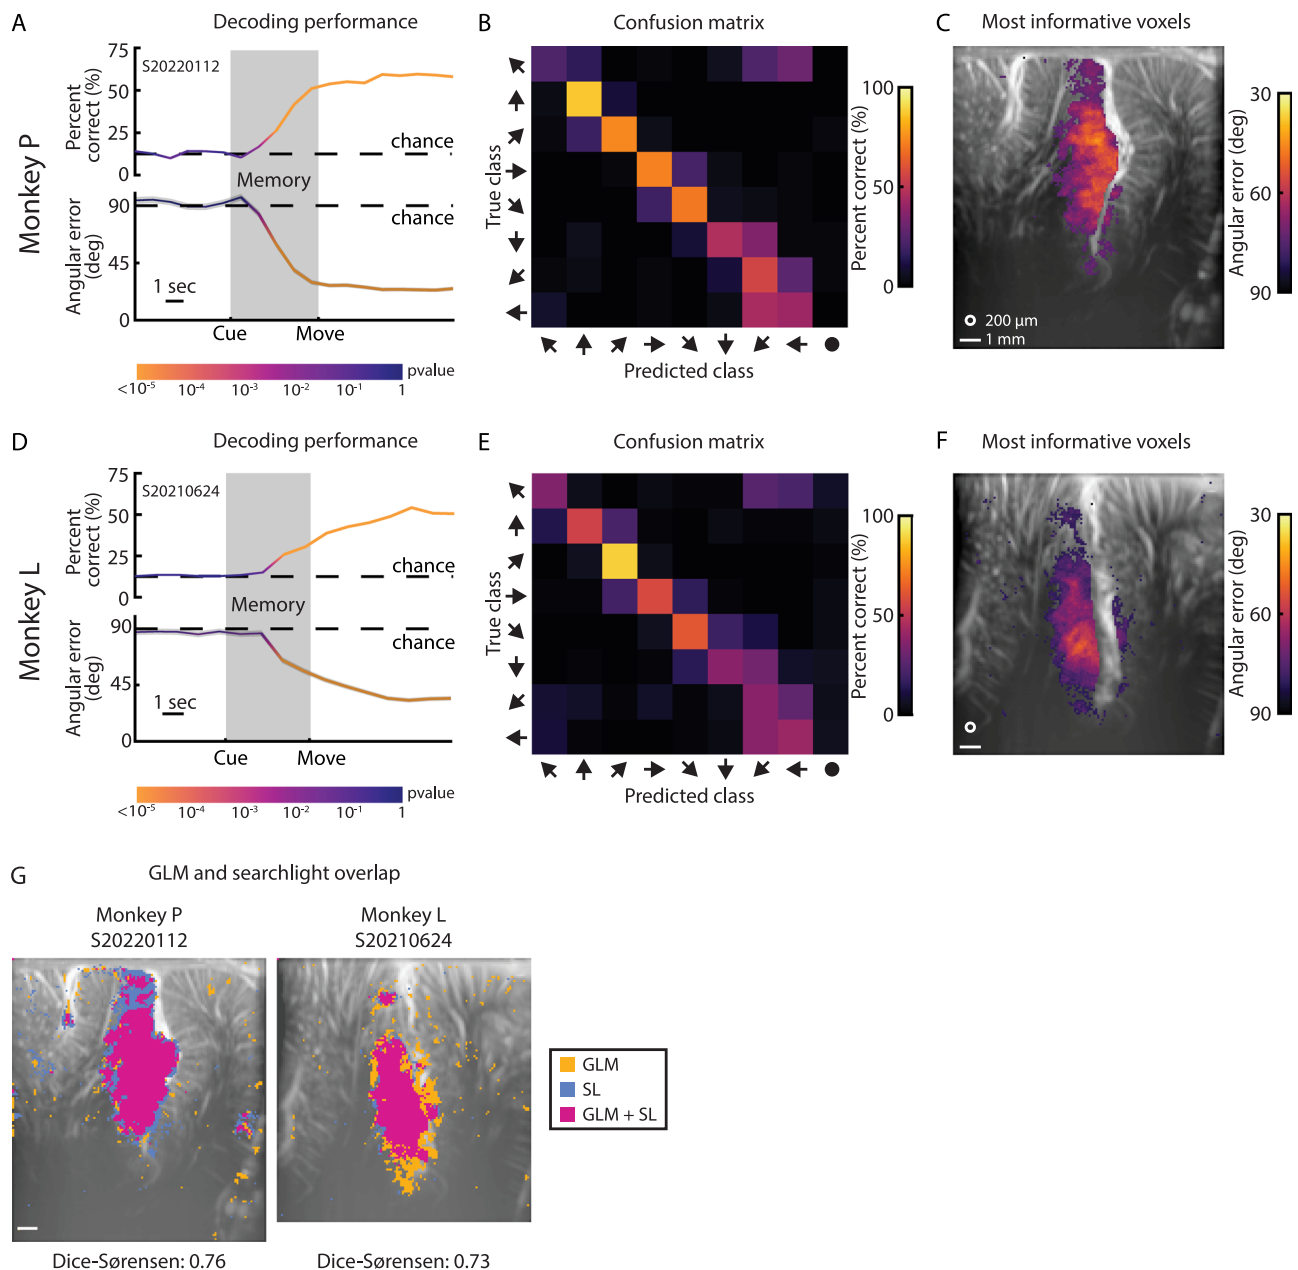 A
Decoding performance
Monkey P
Percent
correct (%)
75
50
25
0
S20220112
chance
Memory
Angular error
(deg)
90
45
0
chance
1 sec
Cue
Move
<10-5
10-4
10-3
10-2
10-1
1
pvalue
B
Confusion matrix
True class
Predicted class
Percent correct (%)
100
50
0
C
Most informative voxels
200 μm
1 mm
Angular error (deg)
30
60
90
D
Decoding performance
Monkey L
Percent
correct (%)
75
50
25
0
S20210624
chance
Memory
Angular error
(deg)
90
45
0
chance
1 sec
Cue
Move
<10-5
10-4
10-3
10-2
10-1
1
pvalue
E
Confusion matrix
True class
Predicted class
Percent correct (%)
100
50
0
F
Most informative voxels
Angular error (deg)
30
60
90
G
GLM and searchlight overlap
Monkey P
S20220112
Monkey L
S20210624
GLM
SL
GLM + SL
Dice-Sørensen: 0.76
Dice-Sørensen: 0.73